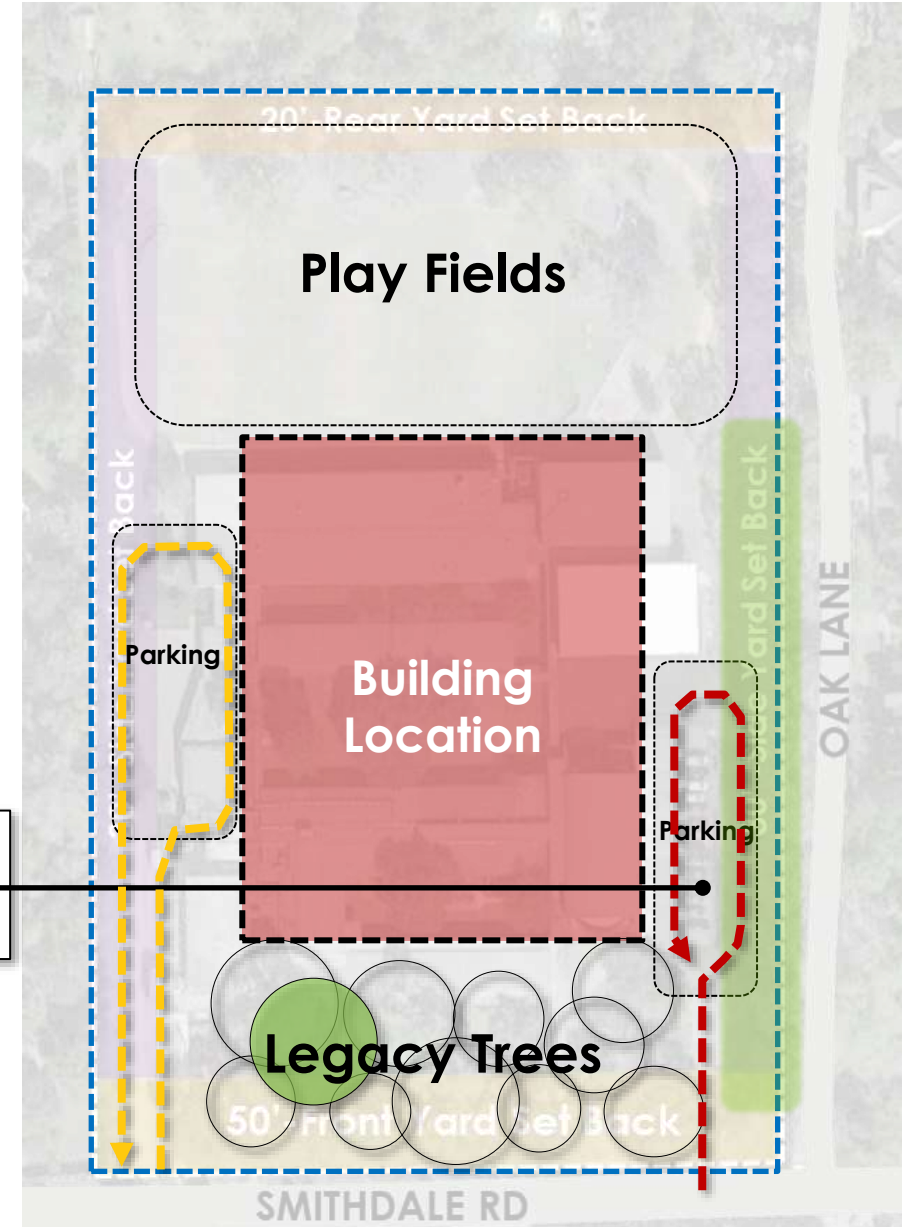 20'-Rear Yard Set Back
Play Fields
Back
Yard Set Back
OAK LANE
Parking
Building
Location
Parking
Legacy Trees
50'-Front Yard Set Back
SMITHDALE RD